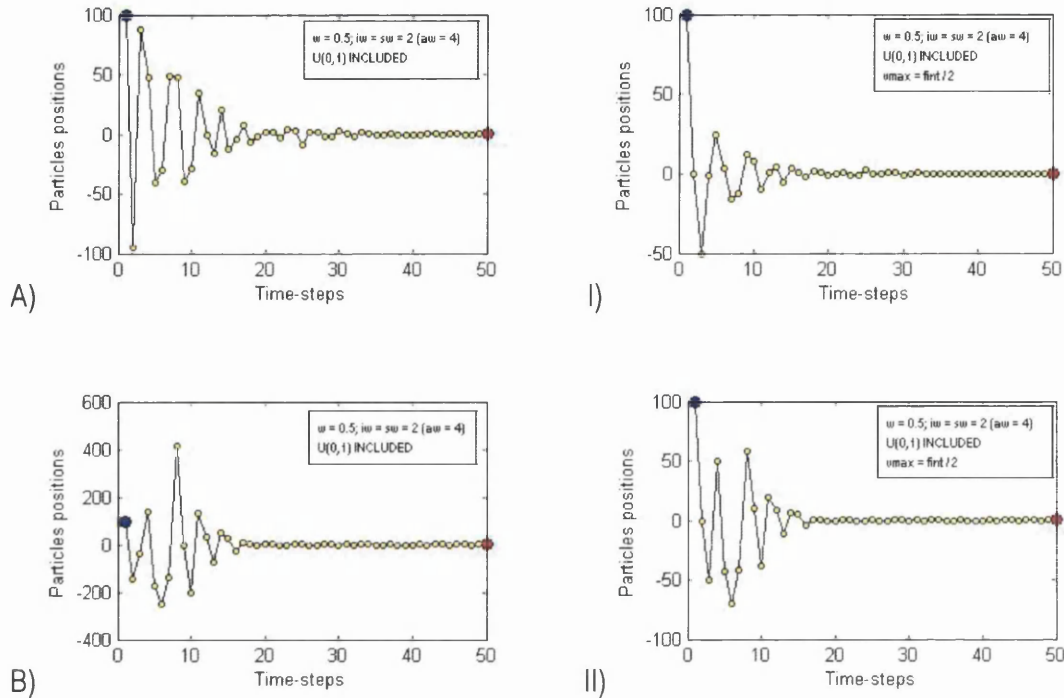 100
50
0
-50
-100
0
10
20
30
40
50
Particles positions
Time-steps
w = 0.5; iw = sw = 2 (aw = 4)
U(0,1) INCLUDED
A)
100
50
0
-50
0
10
20
30
40
50
Particles positions
Time-steps
w = 0.5; iw = sw = 2 (aw = 4)
U(0,1) INCLUDED
vmax = fint / 2
I)
600
400
200
0
-200
-400
0
10
20
30
40
50
Particles positions
Time-steps
w = 0.5; iw = sw = 2 (aw = 4)
U(0,1) INCLUDED
B)
100
50
0
-50
-100
0
10
20
30
40
50
Particles positions
Time-steps
w = 0.5; iw = sw = 2 (aw = 4)
U(0,1) INCLUDED
vmax = fint / 2
II)